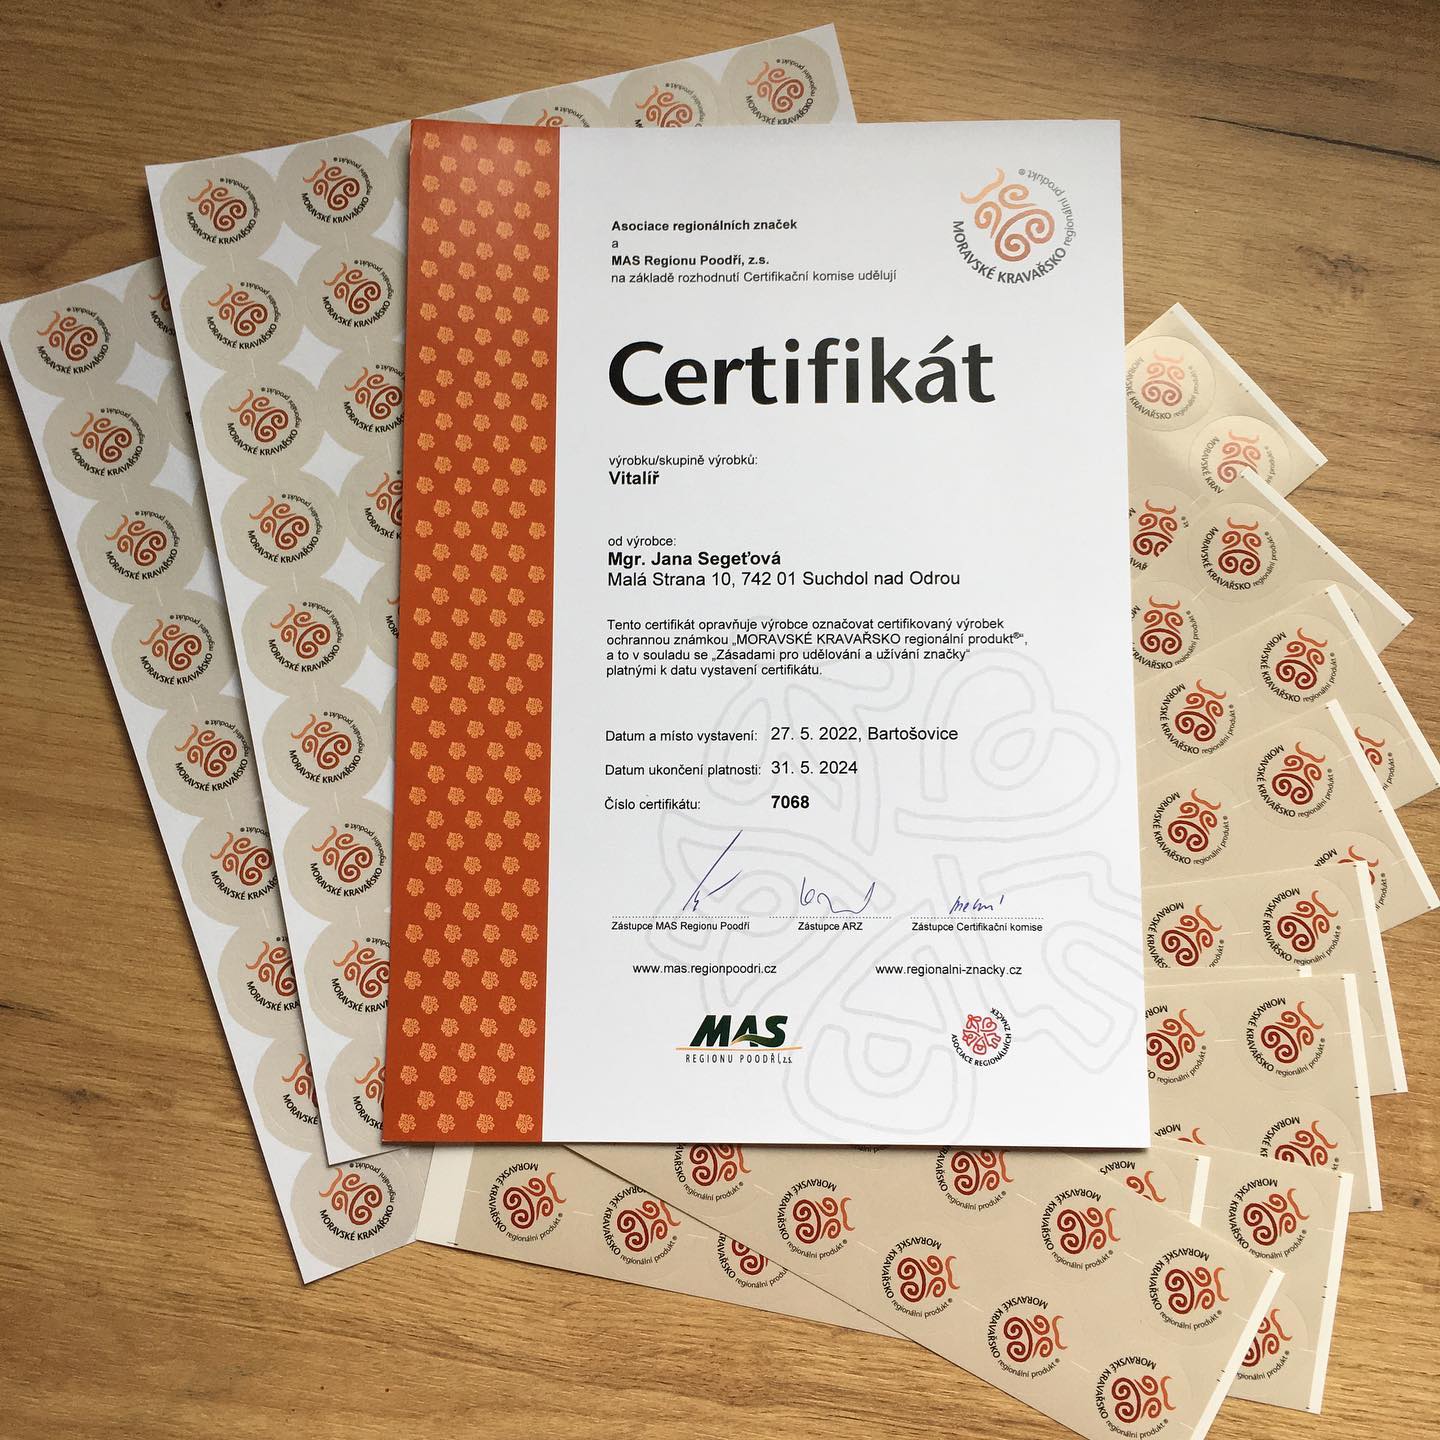 MORAVSKÉ KRAVAŘSKO regionální produkt®
Asociace regionálních značek
a
MAS Regionu Poodří, z.s.
na základě rozhodnutí Certifikační komise udělují
Certifikát
výrobku/skupině výrobků:
Vitalíř
od výrobce:
Mgr. Jana Segeťová
Malá Strana 10, 742 01 Suchdol nad Odrou
Tento certifikát opravňuje výrobce označovat certifikovaný výrobek
ochrannou známkou „MORAVSKÉ KRAVAŘSKO regionální produkt®“,
a to v souladu se „Zásadami pro udělování a užívání značky“
platnými k datu vystavení certifikátu.
Datum a místo vystavení: 27. 5. 2022, Bartošovice
Datum ukončení platnosti: 31. 5. 2024
Číslo certifikátu: 7068
Zástupce MAS Regionu Poodří Zástupce ARZ Zástupce Certifikační komise
www.mas.regionpoodri.cz www.regionalni-znacky.cz
MAS
REGIONU POODŘÍ, z.s.
ASOCIACE REGIONÁLNÍCH ZNAČEK